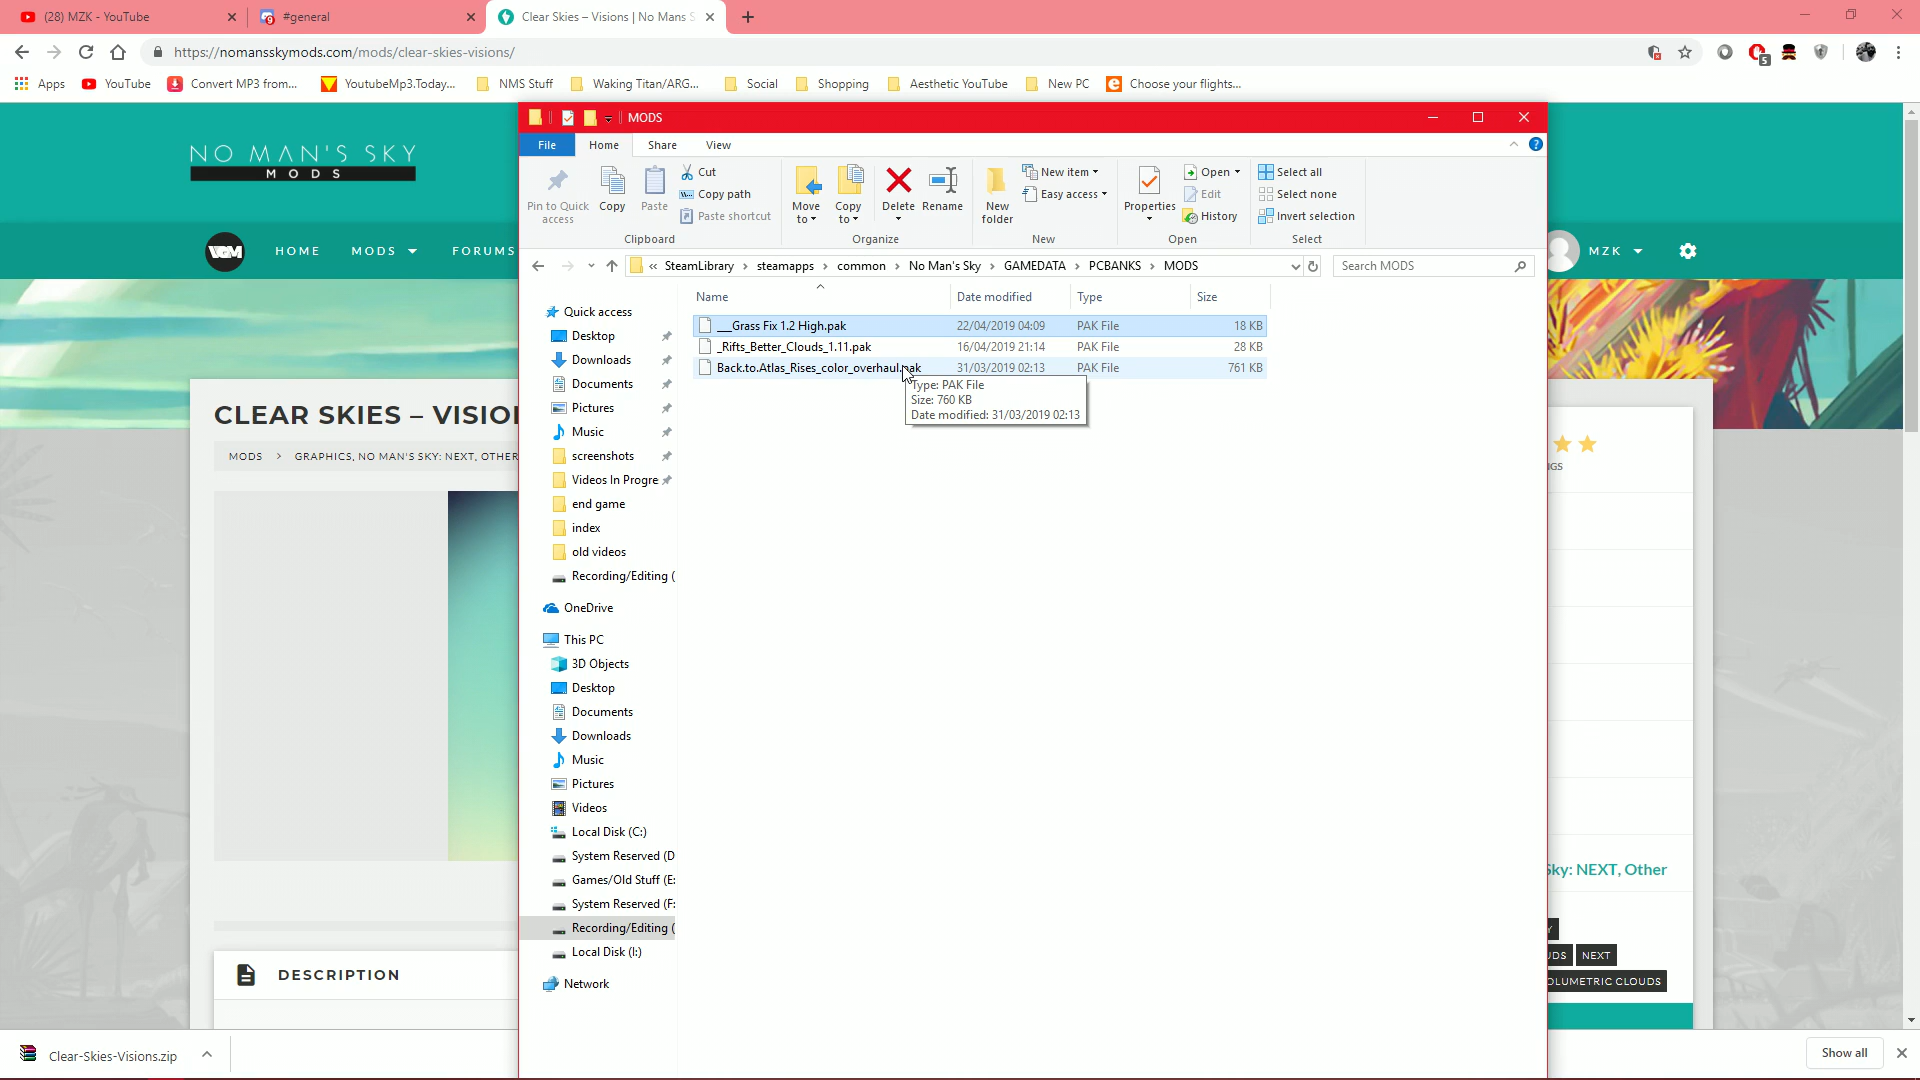 (28) MZK - YouTube
#general
Clear Skies – Visions | No Mans S
https://nomansskymods.com/mods/clear-skies-visions/
5
Apps
YouTube
Convert MP3 from...
YoutubeMp3.Today...
NMS Stuff
Waking Titan/ARG...
Social
Shopping
Aesthetic YouTube
New PC
Choose your flights...
NO MAN'S SKY
MODS
VGM
HOME
MODS
FORUMS
MZK
CLEAR SKIES – VISIO
MODS > GRAPHICS, NO MAN'S SKY: NEXT, OTHER
DESCRIPTION
MODS
File
Home
Share
View
Pin to Quick access
Copy
Paste
Cut
Copy path
Paste shortcut
Clipboard
Move to
Copy to
Delete
Rename
Organize
New folder
New item
Easy access
New
Properties
Open
Edit
History
Open
Select all
Select none
Invert selection
Select
« SteamLibrary > steamapps > common > No Man's Sky > GAMEDATA > PCBANKS > MODS
Search MODS
Name
Date modified
Type
Size
___Grass Fix 1.2 High.pak 22/04/2019 04:09 PAK File 18 KB
_Rifts_Better_Clouds_1.11.pak 16/04/2019 21:14 PAK File 28 KB
Back.to.Atlas_Rises_color_overhaul.pak 31/03/2019 02:13 PAK File 761 KB
Type: PAK File
Size: 760 KB
Date modified: 31/03/2019 02:13
Quick access
Desktop
Downloads
Documents
Pictures
Music
screenshots
Videos In Progre
end game
index
old videos
Recording/Editing (
OneDrive
This PC
3D Objects
Desktop
Documents
Downloads
Music
Pictures
Videos
Local Disk (C:)
System Reserved (D
Games/Old Stuff (E:
System Reserved (F:
Recording/Editing (
Local Disk (I:)
Network
GS
Sky: NEXT, Other
Y
UDS
NEXT
OLUMETRIC CLOUDS
Clear-Skies-Visions.zip
Show all